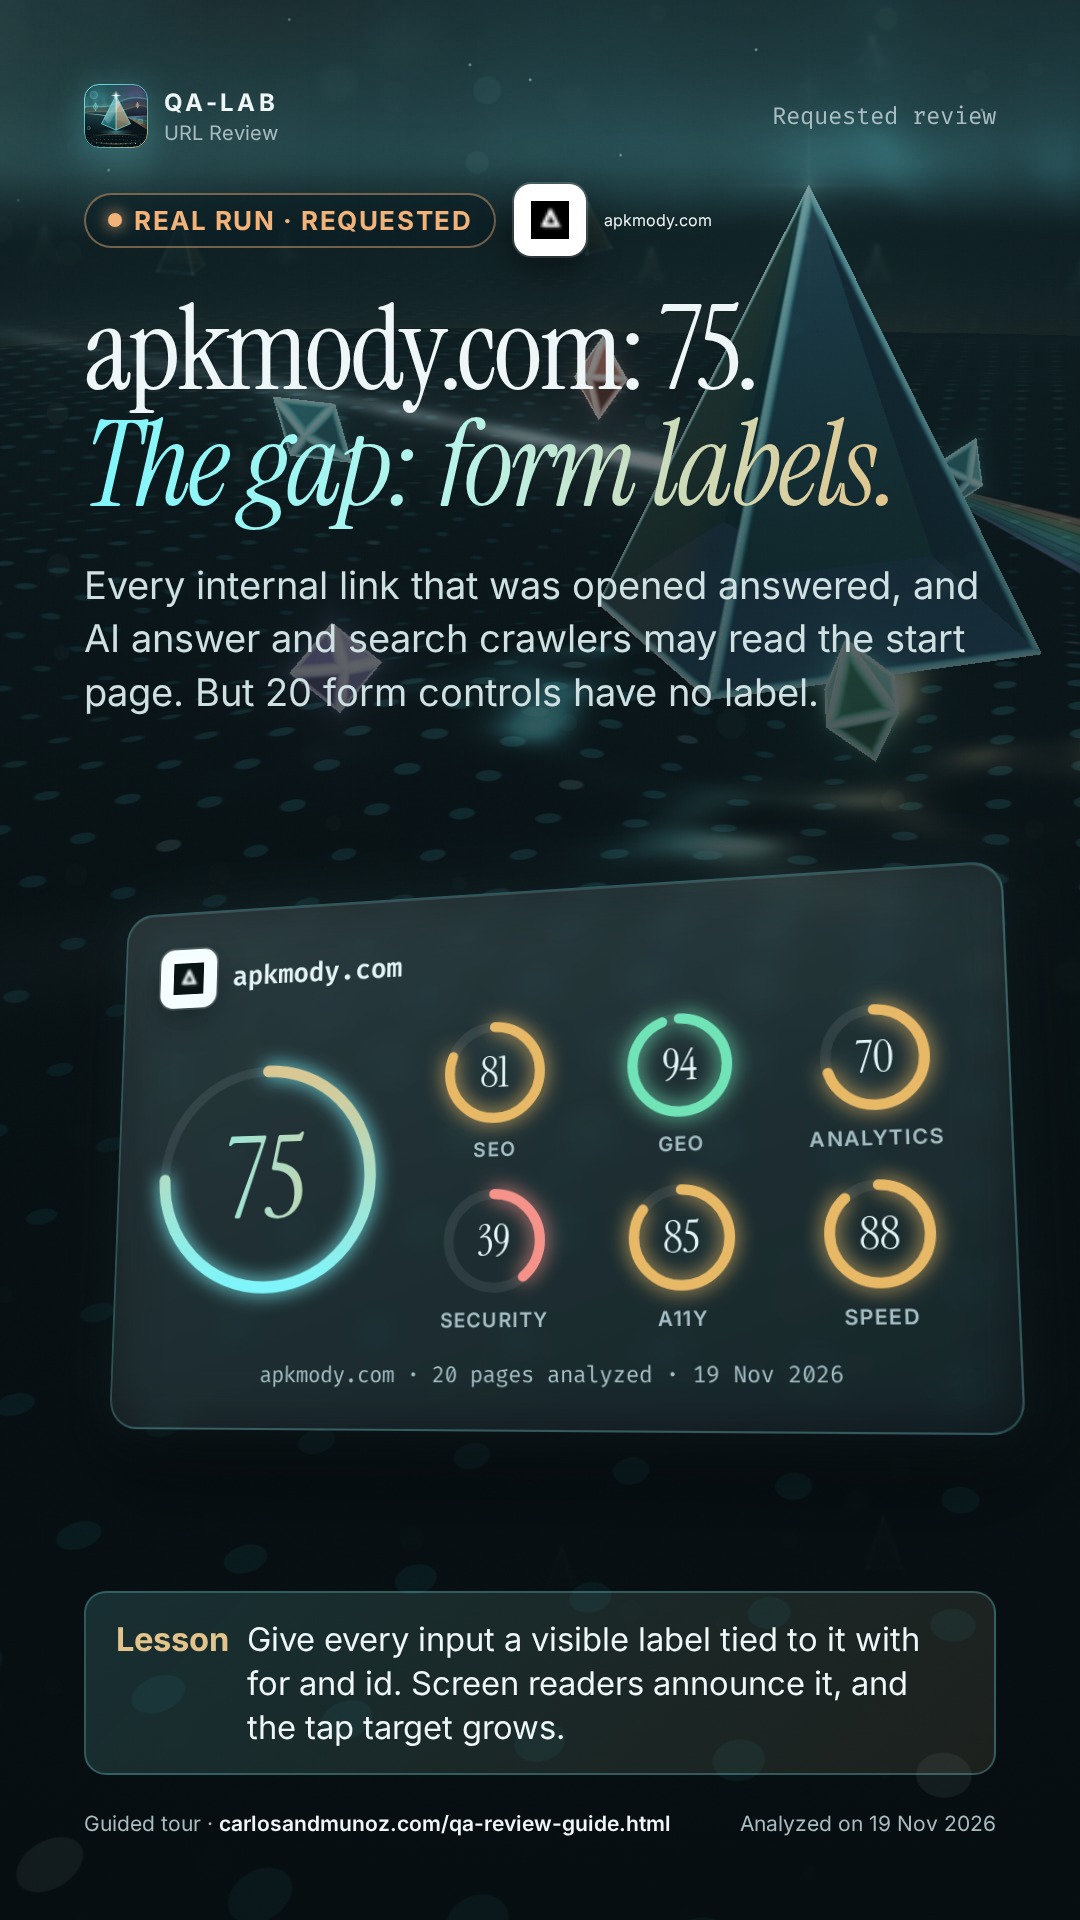 QA-LAB
URL Review
Requested review
REAL RUN · REQUESTED
apkmody.com
apkmody.com: 75.
The gap: form labels.
Every internal link that was opened answered, and
AI answer and search crawlers may read the start
page. But 20 form controls have no label.
apkmody.com
75
81
SEO
94
GEO
70
ANALYTICS
39
SECURITY
85
A11Y
88
SPEED
apkmody.com · 20 pages analyzed · 19 Nov 2026
Lesson Give every input a visible label tied to it with
for and id. Screen readers announce it, and
the tap target grows.
Guided tour · carlosandmunoz.com/qa-review-guide.html
Analyzed on 19 Nov 2026